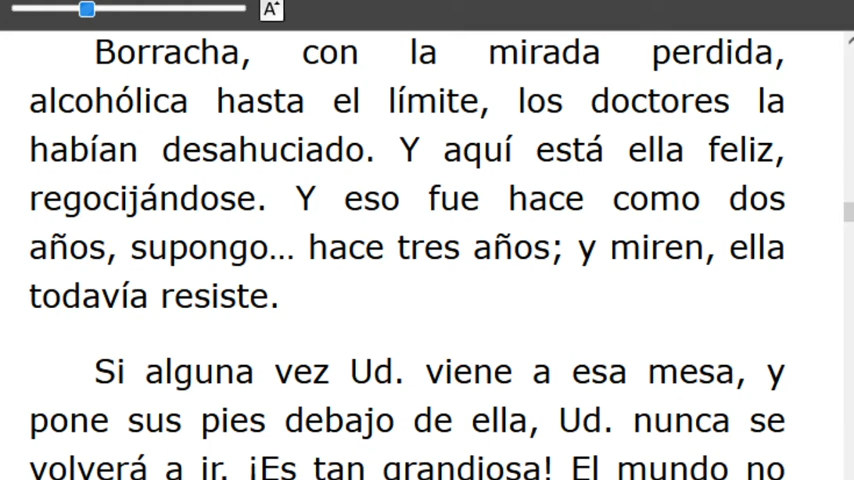 A
Borracha, con la mirada perdida,
alcohólica hasta el límite, los doctores la
habían desahuciado. Y aquí está ella feliz,
regocijándose. Y eso fue hace como dos
años, supongo... hace tres años; y miren, ella
todavía resiste.
Si alguna vez Ud. viene a esa mesa, y
pone sus pies debajo de ella, Ud. nunca se
volverá a ir. ¡Es tan grandiosa! El mundo no